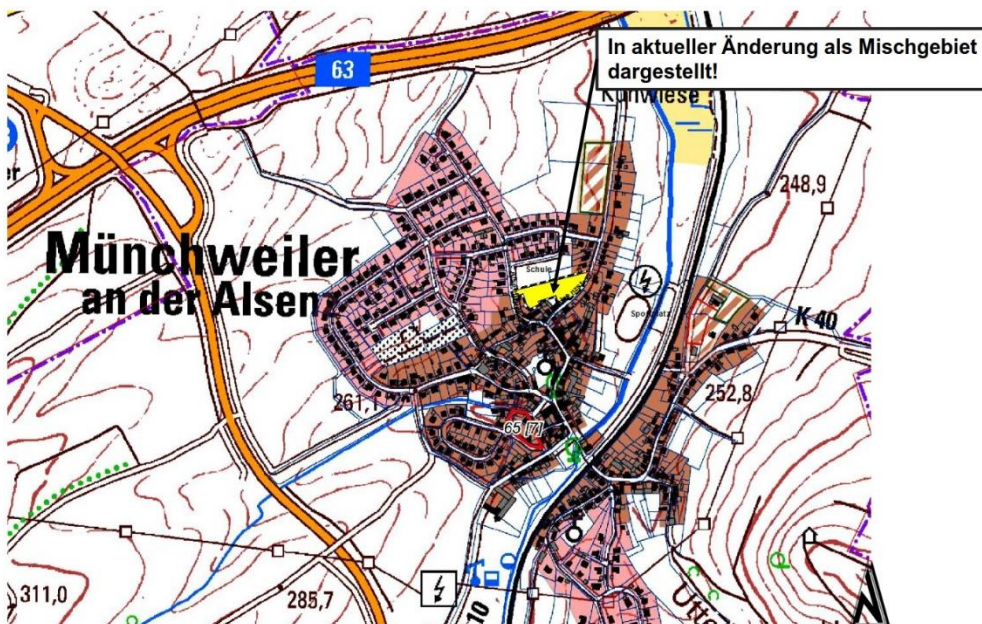 In aktueller Änderung als Mischgebiet
dargestellt!
63
Kuhwiese
248,9
Münchweiler
an der Alsenz
Schule
Sportplatz
K 40
261,1
252,8
65 [7]
311,0
285,7
10